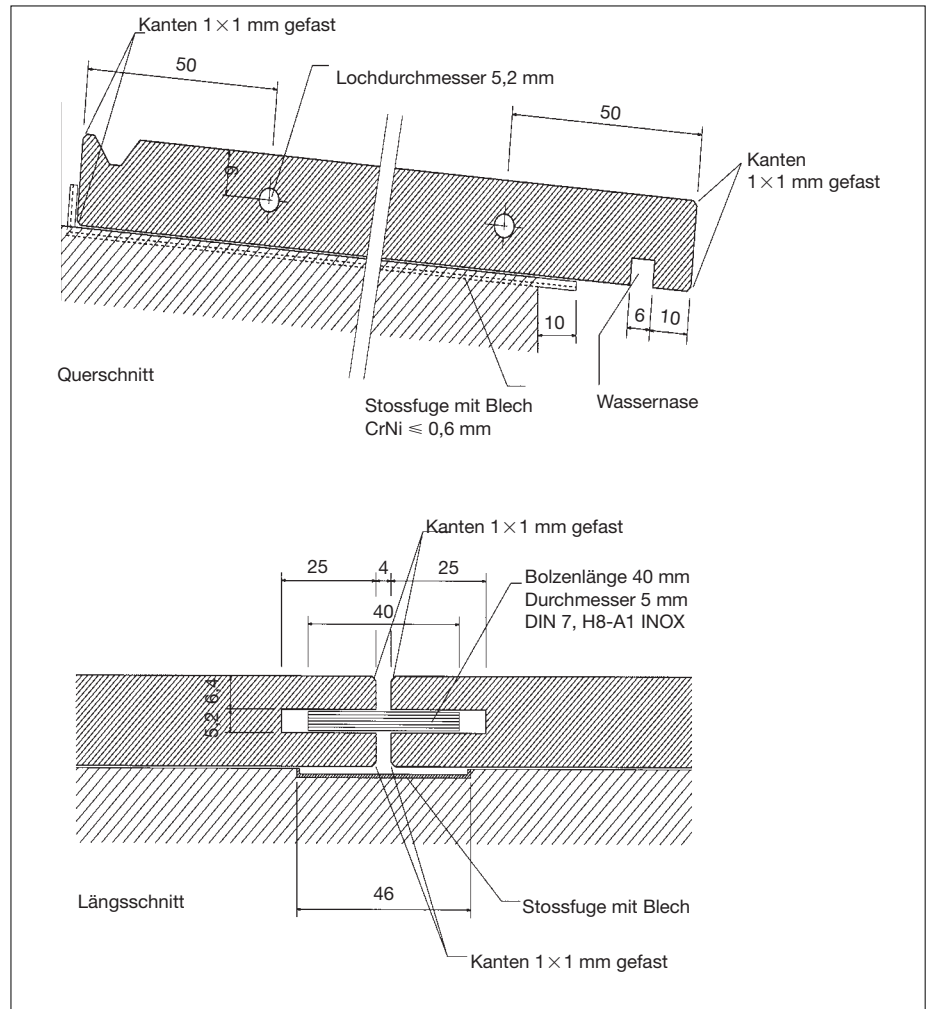 Kanten 1×1 mm gefast
50
Lochdurchmesser 5,2 mm
50
Kanten
1×1 mm gefast
9
10
6
10
Querschnitt
Stossfuge mit Blech
CrNi ⩽ 0,6 mm
Wassernase
Kanten 1×1 mm gefast
25
4
25
Bolzenlänge 40 mm
Durchmesser 5 mm
DIN 7, H8-A1 INOX
40
5,2
6,4
46
Längsschnitt
Stossfuge mit Blech
Kanten 1×1 mm gefast